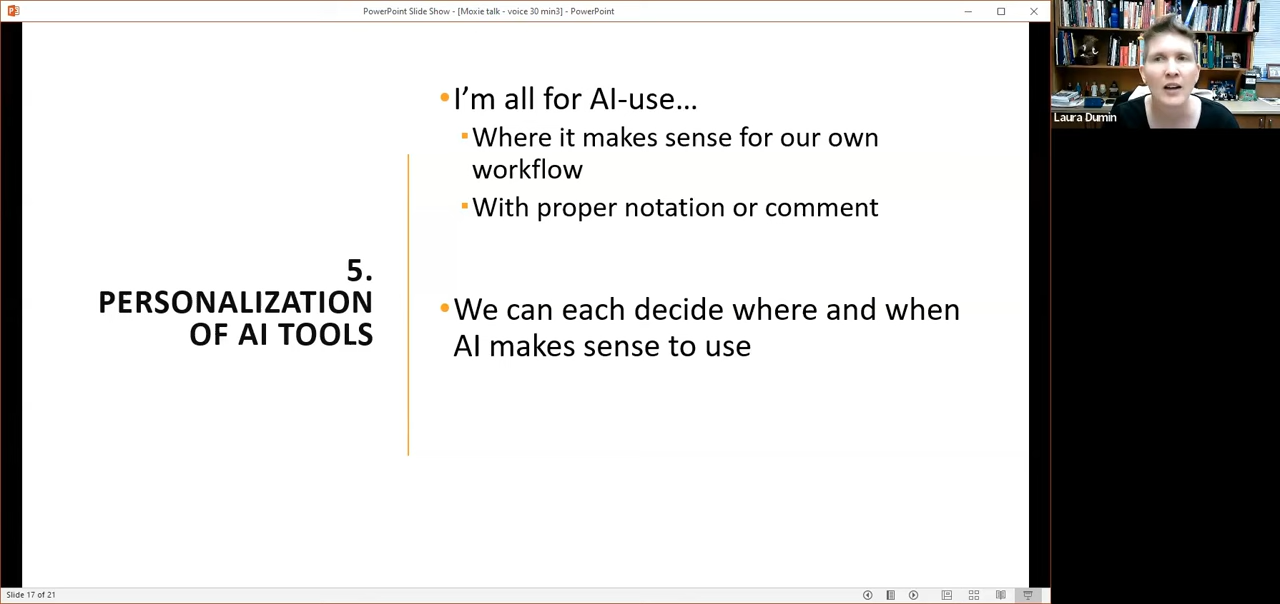 PowerPoint Slide Show - [Moxie talk - voice 30 min3] - PowerPoint
Laura Dumin
5.
PERSONALIZATION
OF AI TOOLS
•I'm all for AI-use...
▪Where it makes sense for our own
workflow
▪With proper notation or comment
•We can each decide where and when
AI makes sense to use
Slide 17 of 21